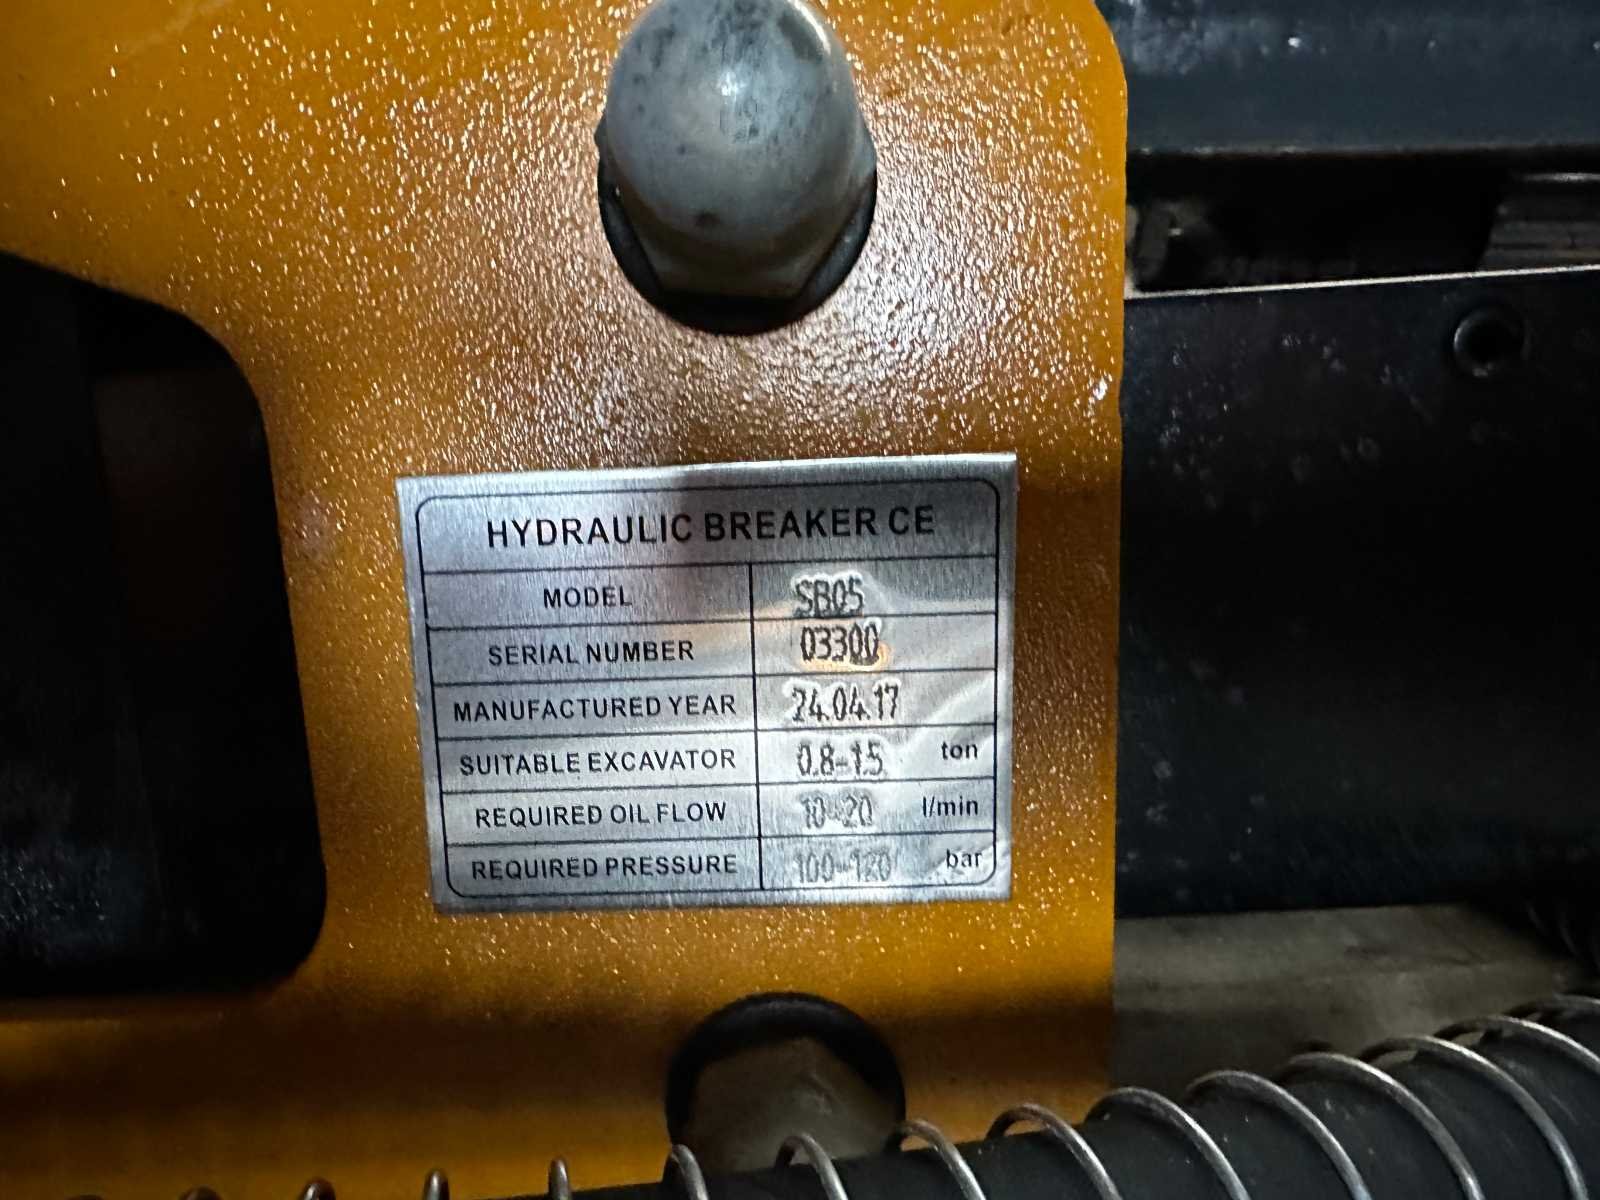 HYDRAULIC BREAKER CE
MODEL SB05
SERIAL NUMBER 03300
MANUFACTURED YEAR 24.04.17
SUITABLE EXCAVATOR 0.8-1.5 ton
REQUIRED OIL FLOW 10-20 l/min
REQUIRED PRESSURE 100-120 bar